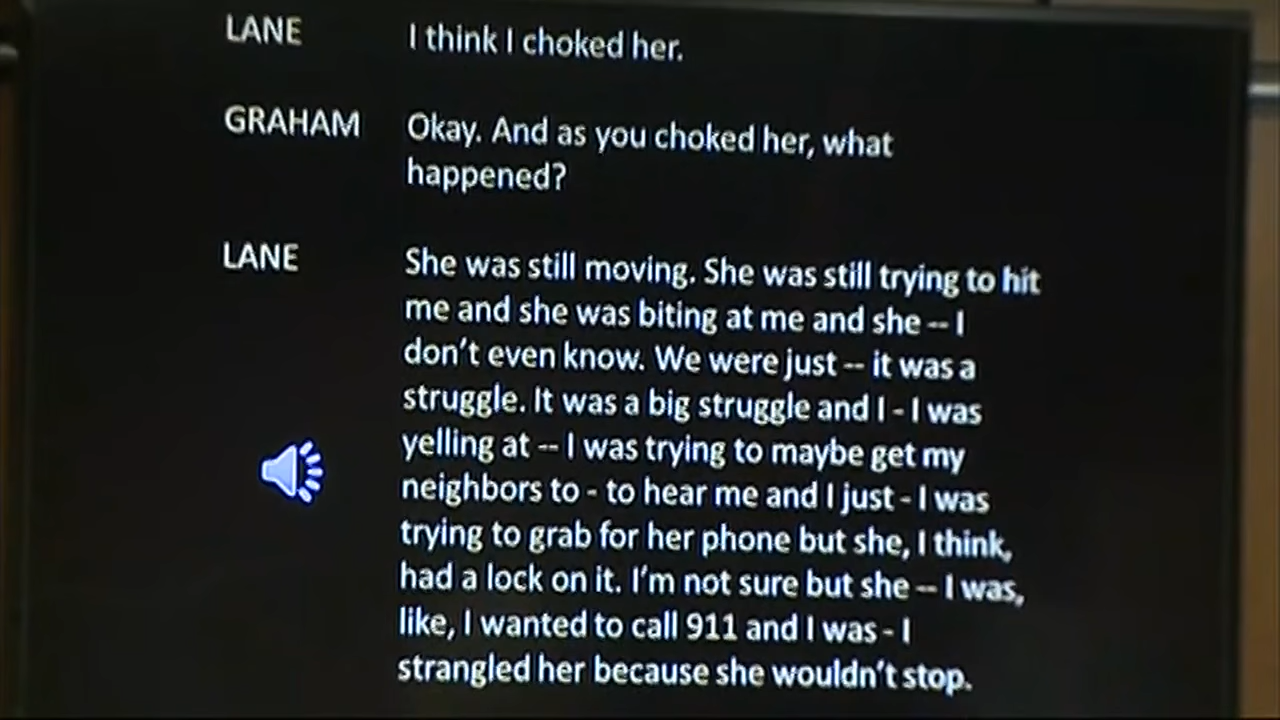 LANE I think I choked her.
GRAHAM Okay. And as you choked her, what
happened?
LANE She was still moving. She was still trying to hit
me and she was biting at me and she -- I
don't even know. We were just -- it was a
struggle. It was a big struggle and I - I was
yelling at -- I was trying to maybe get my
neighbors to - to hear me and I just - I was
trying to grab for her phone but she, I think,
had a lock on it. I'm not sure but she -- I was,
like, I wanted to call 911 and I was - I
strangled her because she wouldn't stop.